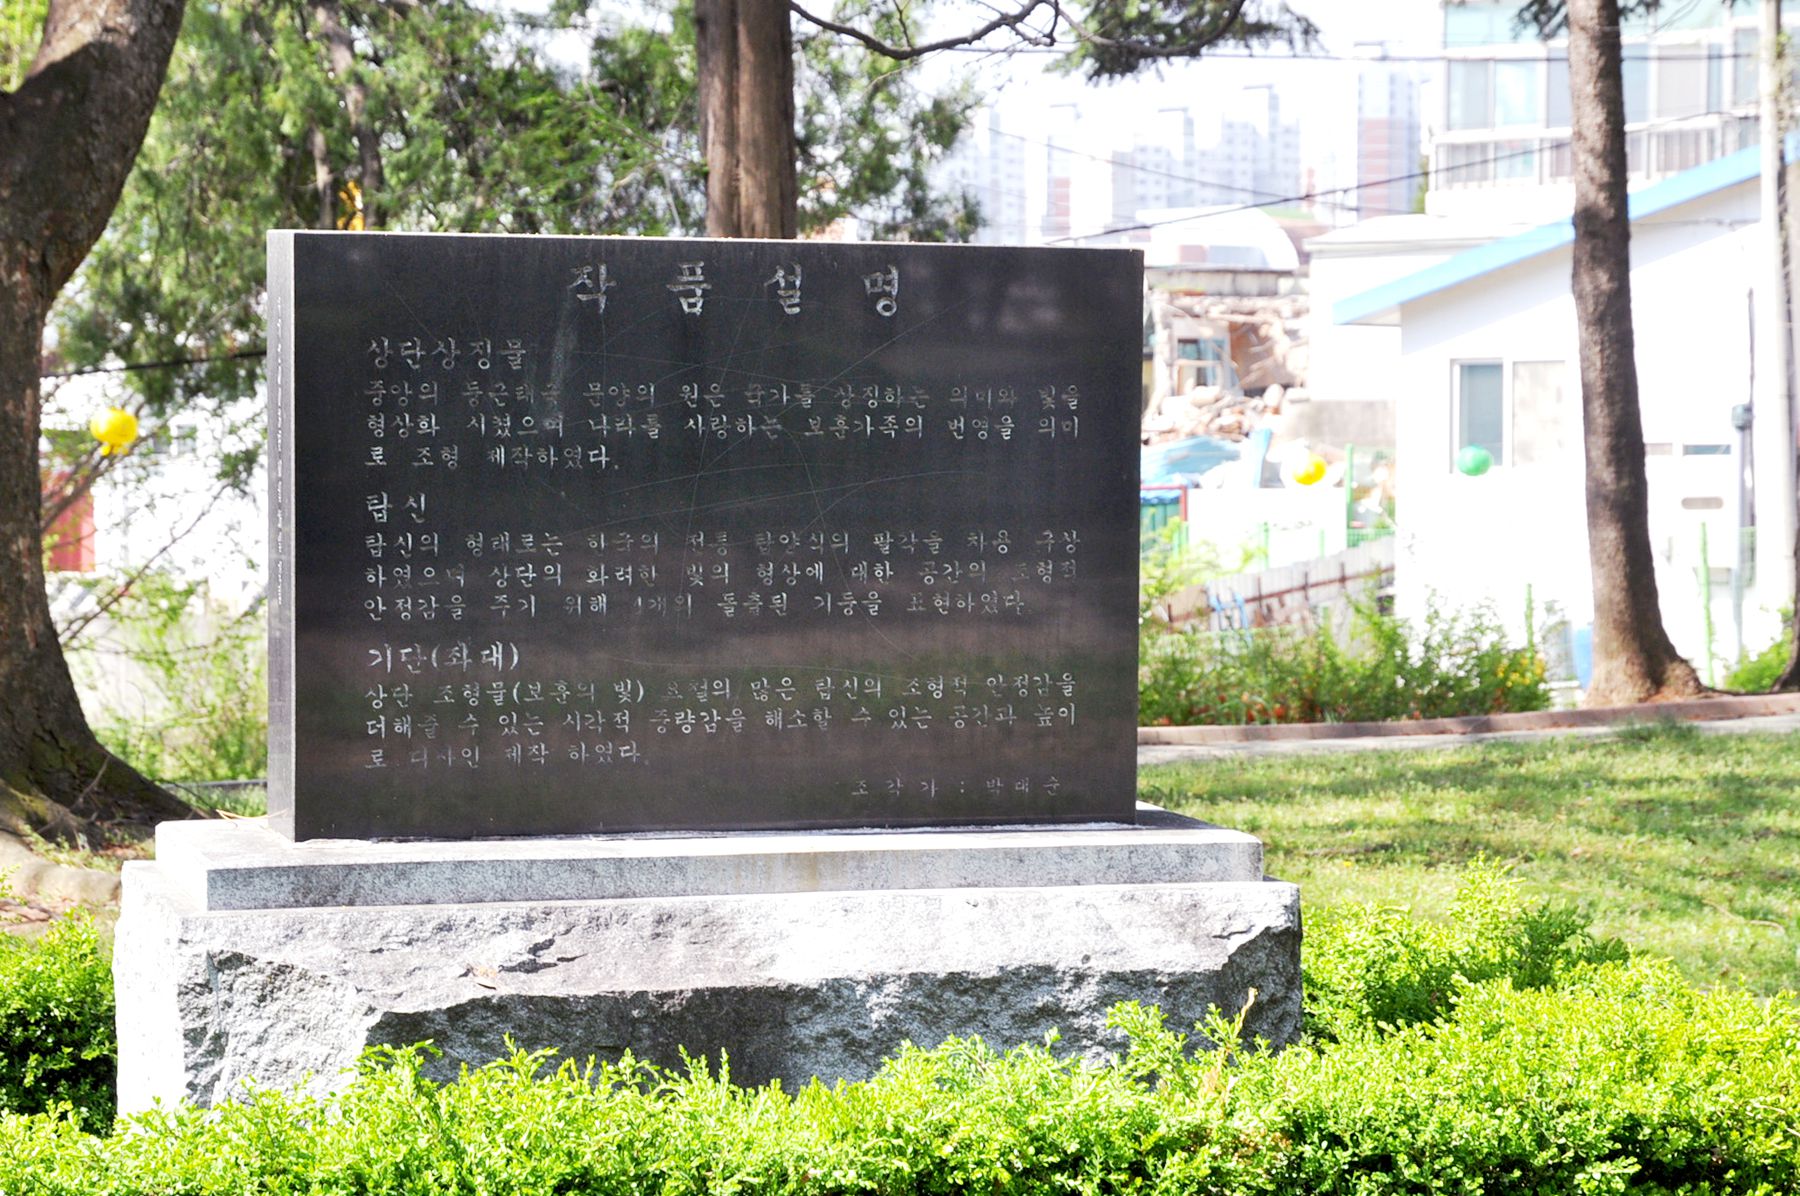 작품설명
상단상징물
중앙의 둥근태극 문양의 원은 국가를 상징하는 의미와 빛을
형상화 시켰으며 나라를 사랑하는 보훈가족의 번영을 의미
로 조형 제작하였다.
탑신
탑신의 형태로는 한국의 전통 탑양식의 팔각을 차용 구상
하였으며 상단의 화려한 빛의 형상에 대한 공간의 조형적
안정감을 주기 위해 4개의 돌출된 기둥을 표현하였다.
기단(좌대)
상단 조형물(보훈의 빛) 요철의 많은 탑신의 조형적 안정감을
더해줄 수 있는 시각적 중량감을 해소할 수 있는 공간과 높이
로 디자인 제작 하였다.
조각가 : 박대순